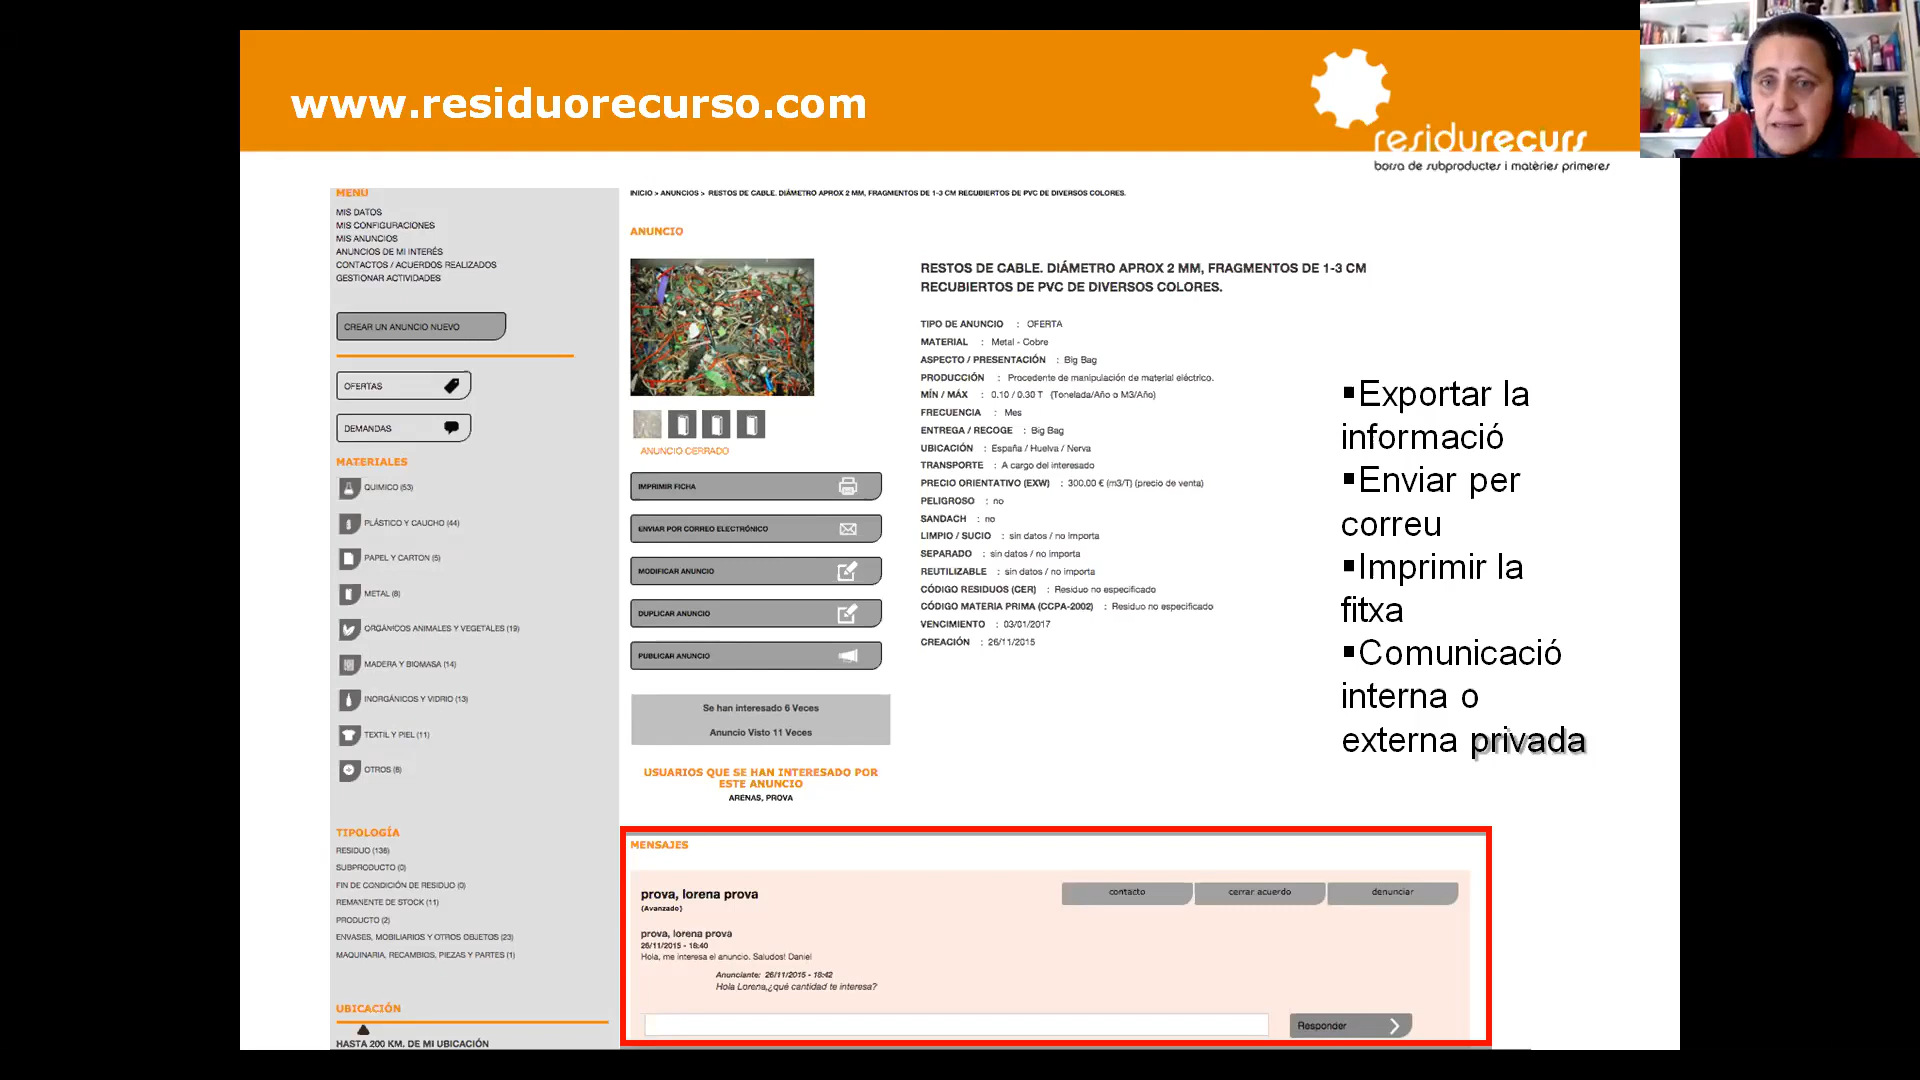 www.residuorecurso.com
residurecurs
borsa de subproductes i matèries primeres
MENÚ
MIS DATOS
MIS CONFIGURACIONES
MIS ANUNCIOS
ANUNCIOS DE MI INTERÉS
CONTACTOS / ACUERDOS REALIZADOS
GESTIONAR ACTIVIDADES
CREAR UN ANUNCIO NUEVO
OFERTAS
DEMANDAS
MATERIALES
QUIMICO (53)
PLÁSTICO Y CAUCHO (44)
PAPEL Y CARTON (5)
METAL (8)
ORGÁNICOS ANIMALES Y VEGETALES (19)
MADERA Y BIOMASA (14)
INORGÁNICOS Y VIDRIO (13)
TEXTIL Y PIEL (11)
OTROS (8)
TIPOLOGÍA
RESIDUO (136)
SUBPRODUCTO (0)
FIN DE CONDICIÓN DE RESIDUO (0)
REMANENTE DE STOCK (11)
PRODUCTO (2)
ENVASES, MOBILIARIOS Y OTROS OBJETOS (23)
MAQUINARIA, RECAMBIOS, PIEZAS Y PARTES (1)
UBICACIÓN
HASTA 200 KM. DE MI UBICACIÓN
INICIO > ANUNCIOS > RESTOS DE CABLE. DIÁMETRO APROX 2 MM, FRAGMENTOS DE 1-3 CM RECUBIERTOS DE PVC DE DIVERSOS COLORES.
ANUNCIO
ANUNCIO CERRADO
IMPRIMIR FICHA
ENVIAR POR CORREO ELECTRÓNICO
MODIFICAR ANUNCIO
DUPLICAR ANUNCIO
PUBLICAR ANUNCIO
Se han interesado 6 Veces
Anuncio Visto 11 Veces
USUARIOS QUE SE HAN INTERESADO POR
ESTE ANUNCIO
ARENAS, PROVA
RESTOS DE CABLE. DIÁMETRO APROX 2 MM, FRAGMENTOS DE 1-3 CM
RECUBIERTOS DE PVC DE DIVERSOS COLORES.
TIPO DE ANUNCIO : OFERTA
MATERIAL : Metal - Cobre
ASPECTO / PRESENTACIÓN : Big Bag
PRODUCCIÓN : Procedente de manipulación de material eléctrico.
MÍN / MÁX : 0.10 / 0.30 T (Tonelada/Año o M3/Año)
FRECUENCIA : Mes
ENTREGA / RECOGE : Big Bag
UBICACIÓN : España / Huelva / Nerva
TRANSPORTE : A cargo del interesado
PRECIO ORIENTATIVO (EXW) : 300.00 € (m3/T) (precio de venta)
PELIGROSO : no
SANDACH : no
LIMPIO / SUCIO : sin datos / no importa
SEPARADO : sin datos / no importa
REUTILIZABLE : sin datos / no importa
CÓDIGO RESIDUOS (CER) : Residuo no especificado
CÓDIGO MATERIA PRIMA (CCPA-2002) : Residuo no especificado
VENCIMIENTO : 03/01/2017
CREACIÓN : 26/11/2015
▪Exportar la
informació
▪Enviar per
correu
▪Imprimir la
fitxa
▪Comunicació
interna o
externa privada
MENSAJES
prova, lorena prova
(Avanzado)
contacto
cerrar acuerdo
denunciar
prova, lorena prova
26/11/2015 - 16:40
Hola, me interesa el anuncio. Saludos! Daniel
Anunciante: 26/11/2015 - 16:42
Hola Lorena,¿qué cantidad te interesa?
Responder